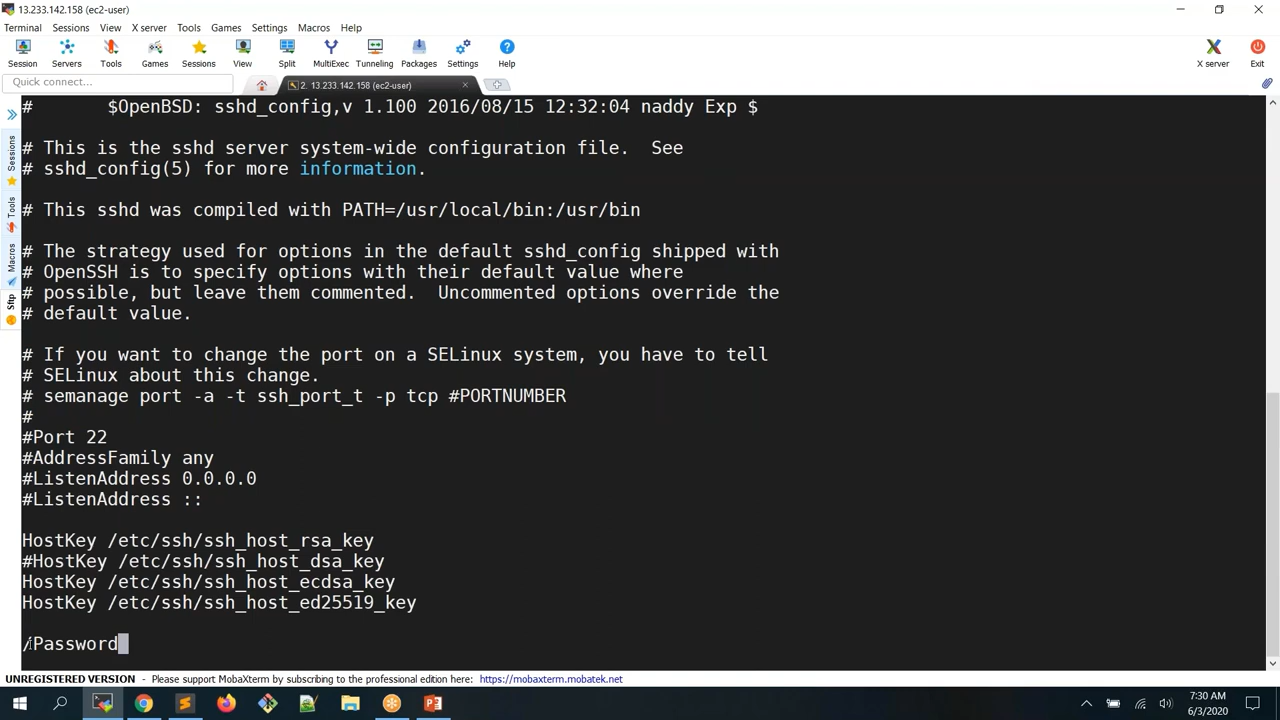 13.233.142.158 (ec2-user)
Terminal Sessions View X server Tools Games Settings Macros Help
Session Servers Tools Games Sessions View Split MultiExec Tunneling Packages Settings Help X server Exit
Quick connect...
2. 13.233.142.158 (ec2-user)
Sessions
Tools
Macros
Sftp
#       $OpenBSD: sshd_config,v 1.100 2016/08/15 12:32:04 naddy Exp $
# This is the sshd server system-wide configuration file.  See
# sshd_config(5) for more information.
# This sshd was compiled with PATH=/usr/local/bin:/usr/bin
# The strategy used for options in the default sshd_config shipped with
# OpenSSH is to specify options with their default value where
# possible, but leave them commented.  Uncommented options override the
# default value.
# If you want to change the port on a SELinux system, you have to tell
# SELinux about this change.
# semanage port -a -t ssh_port_t -p tcp #PORTNUMBER
#
#Port 22
#AddressFamily any
#ListenAddress 0.0.0.0
#ListenAddress ::
HostKey /etc/ssh/ssh_host_rsa_key
#HostKey /etc/ssh/ssh_host_dsa_key
HostKey /etc/ssh/ssh_host_ecdsa_key
HostKey /etc/ssh/ssh_host_ed25519_key
/Password
UNREGISTERED VERSION - Please support MobaXterm by subscribing to the professional edition here: https://mobaxterm.mobatek.net
7:30 AM
6/3/2020